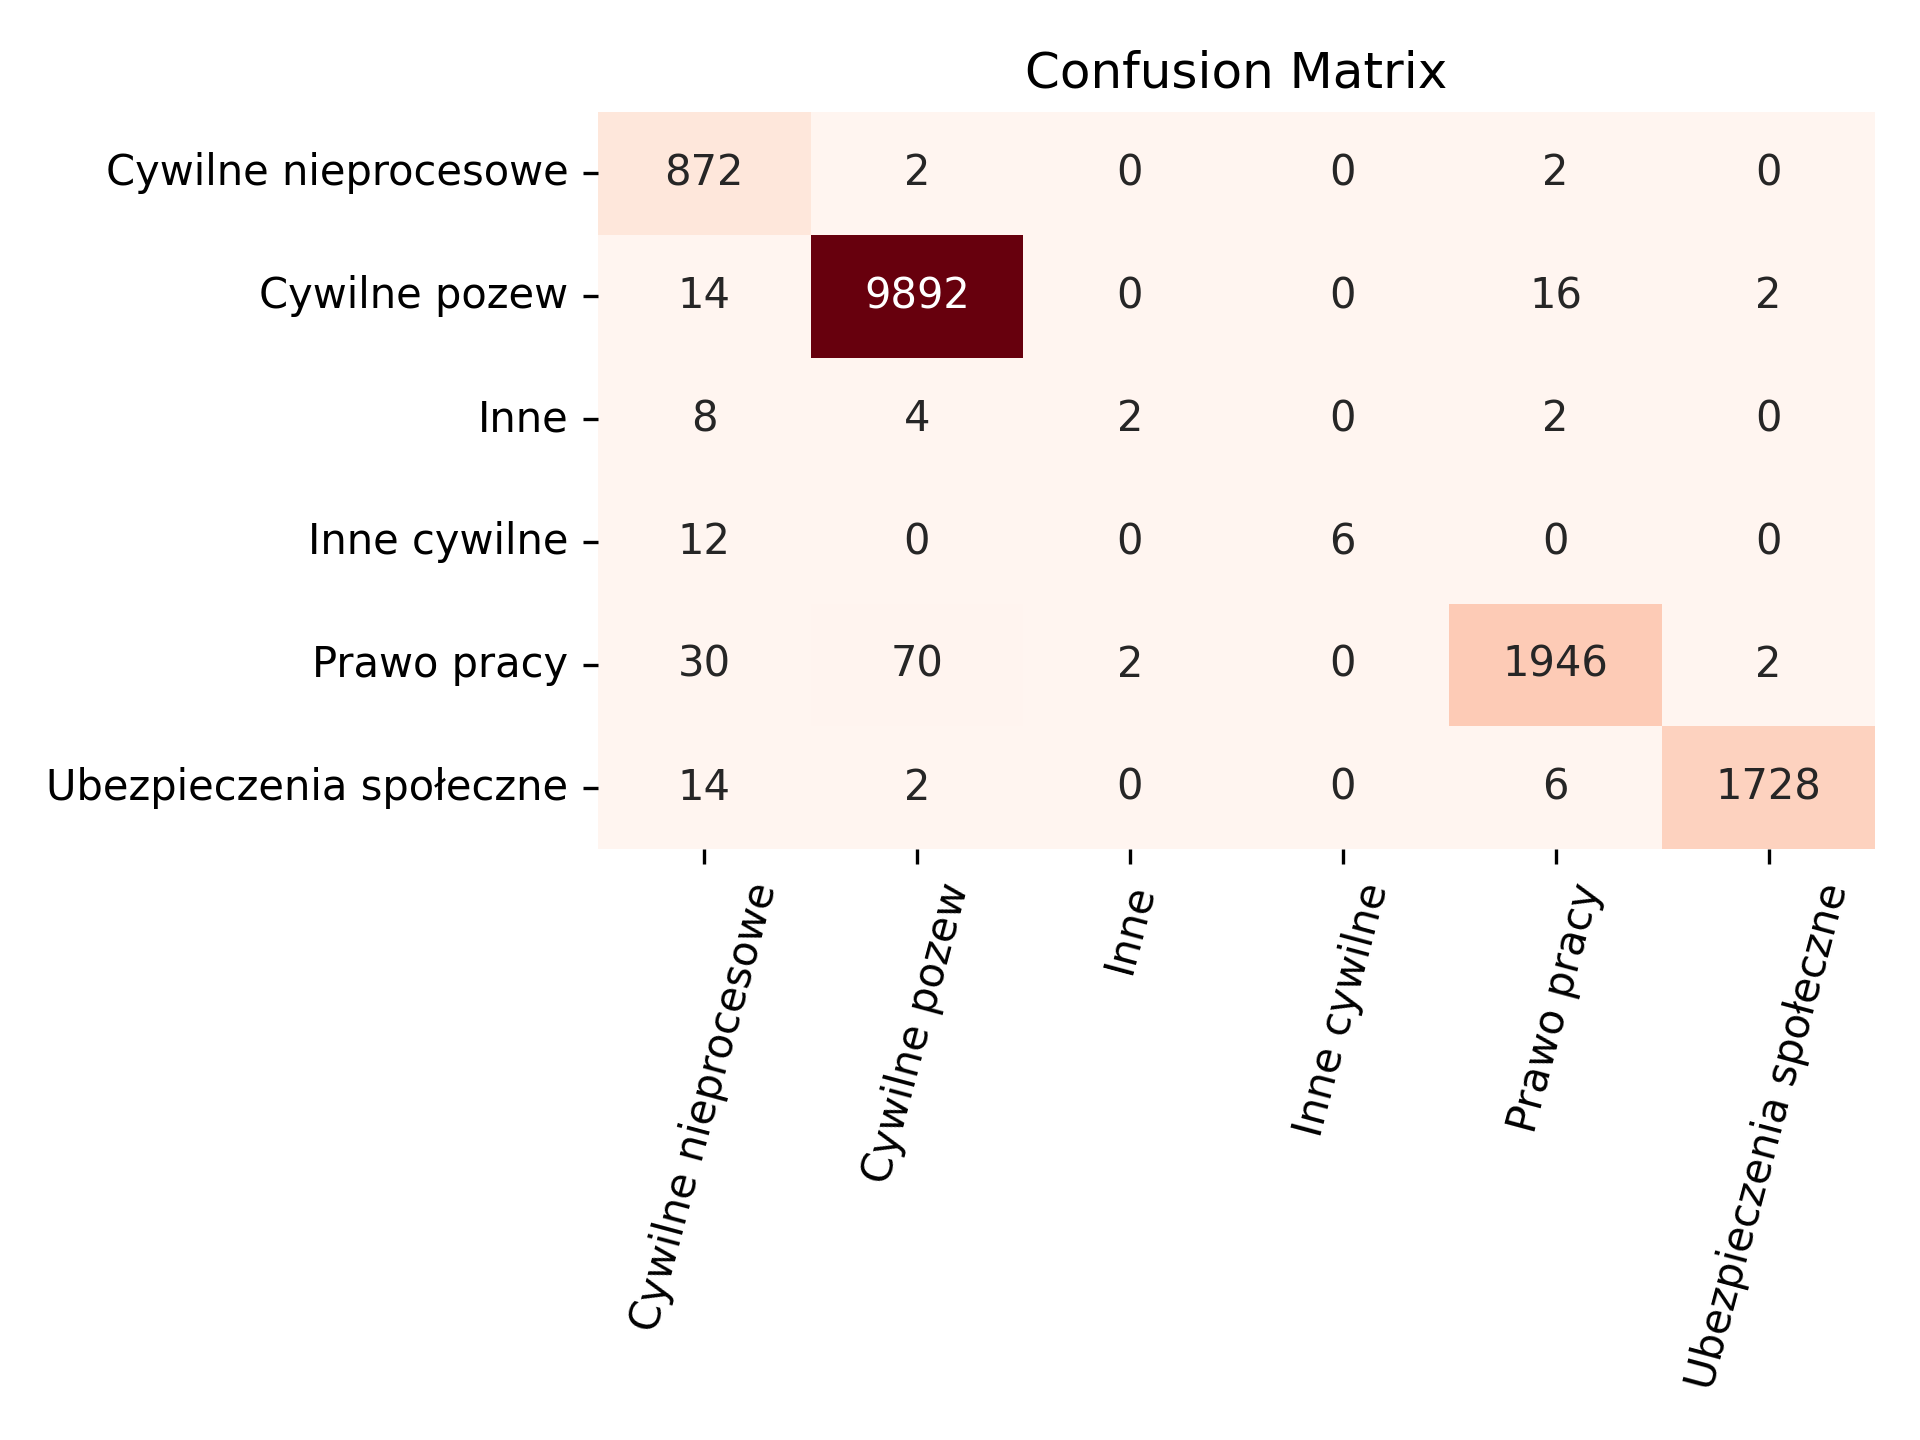 Confusion Matrix
Cywilne nieprocesowe 872 2 0 0 2 0
Cywilne pozew 14 9892 0 0 16 2
Inne 8 4 2 0 2 0
Inne cywilne 12 0 0 6 0 0
Prawo pracy 30 70 2 0 1946 2
Ubezpieczenia społeczne 14 2 0 0 6 1728
Cywilne nieprocesowe
Cywilne pozew
Inne
Inne cywilne
Prawo pracy
Ubezpieczenia społeczne